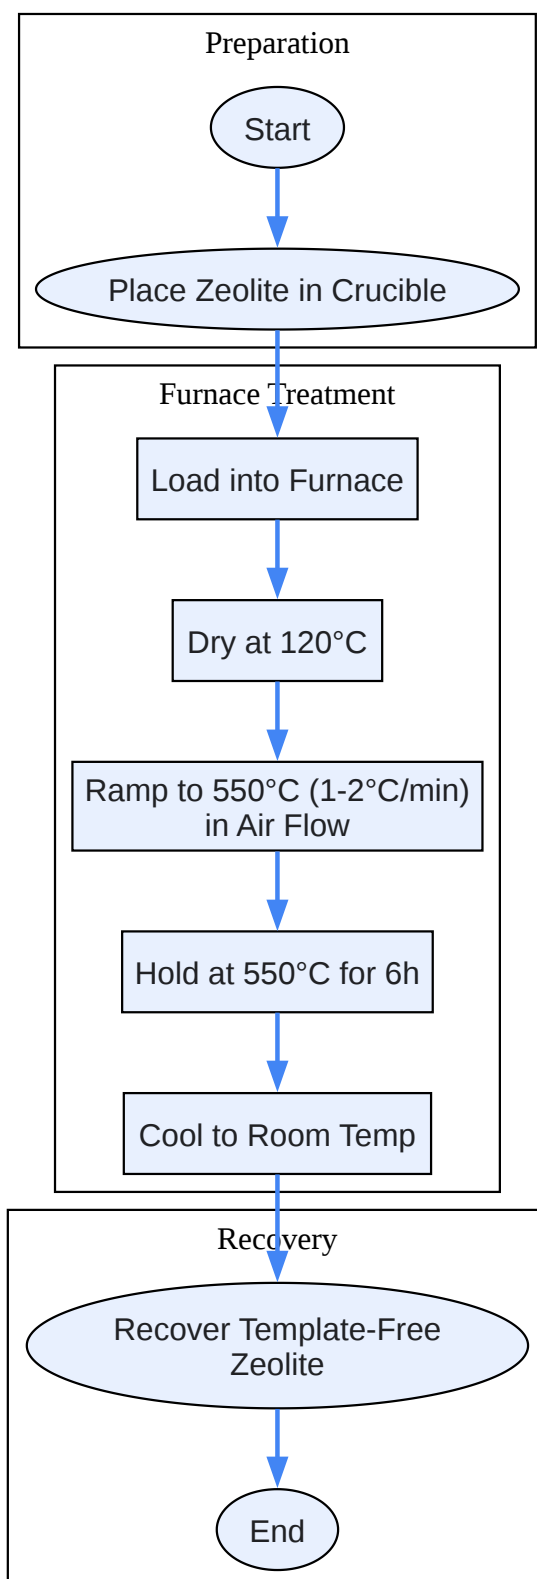 Preparation
Start
Place Zeolite in Crucible
Furnace Treatment
Load into Furnace
Dry at 120°C
Ramp to 550°C (1-2°C/min)
in Air Flow
Hold at 550°C for 6h
Cool to Room Temp
Recovery
Recover Template-Free
Zeolite
End